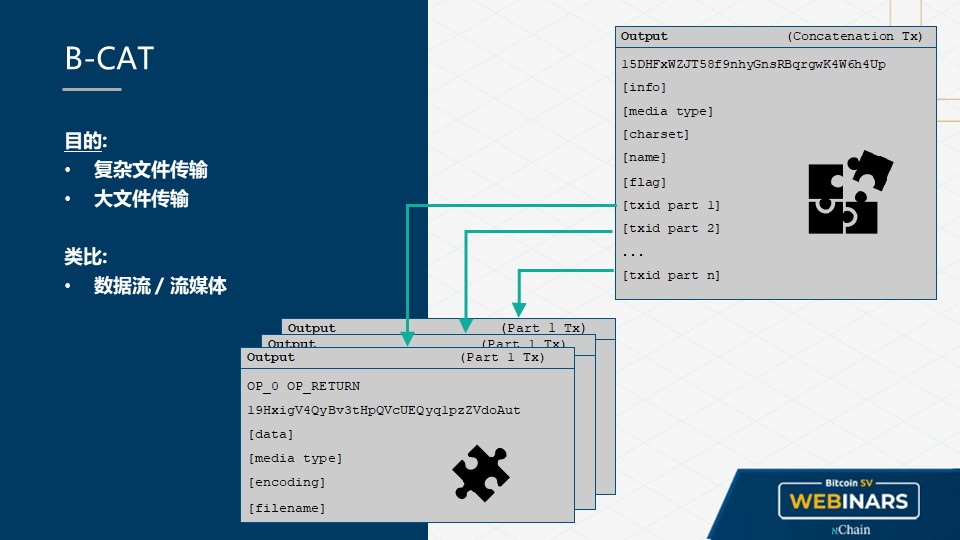 B-CAT
目的:
• 复杂文件传输
• 大文件传输
类比:
• 数据流 / 流媒体
Output (Concatenation Tx)
15DHFxWZJT58f9nhyGnsRBqrgwK4W6h4Up
[info]
[media type]
[charset]
[name]
[flag]
[txid part 1]
[txid part 2]
...
[txid part n]
Output (Part 1 Tx)
Output (Part 1 Tx)
Output (Part 1 Tx)
OP_0 OP_RETURN
19HxigV4QyBv3tHpQVcUEQyq1pzZVdoAut
[data]
[media type]
[encoding]
[filename]
Bitcoin SV
WEBINARS
nChain